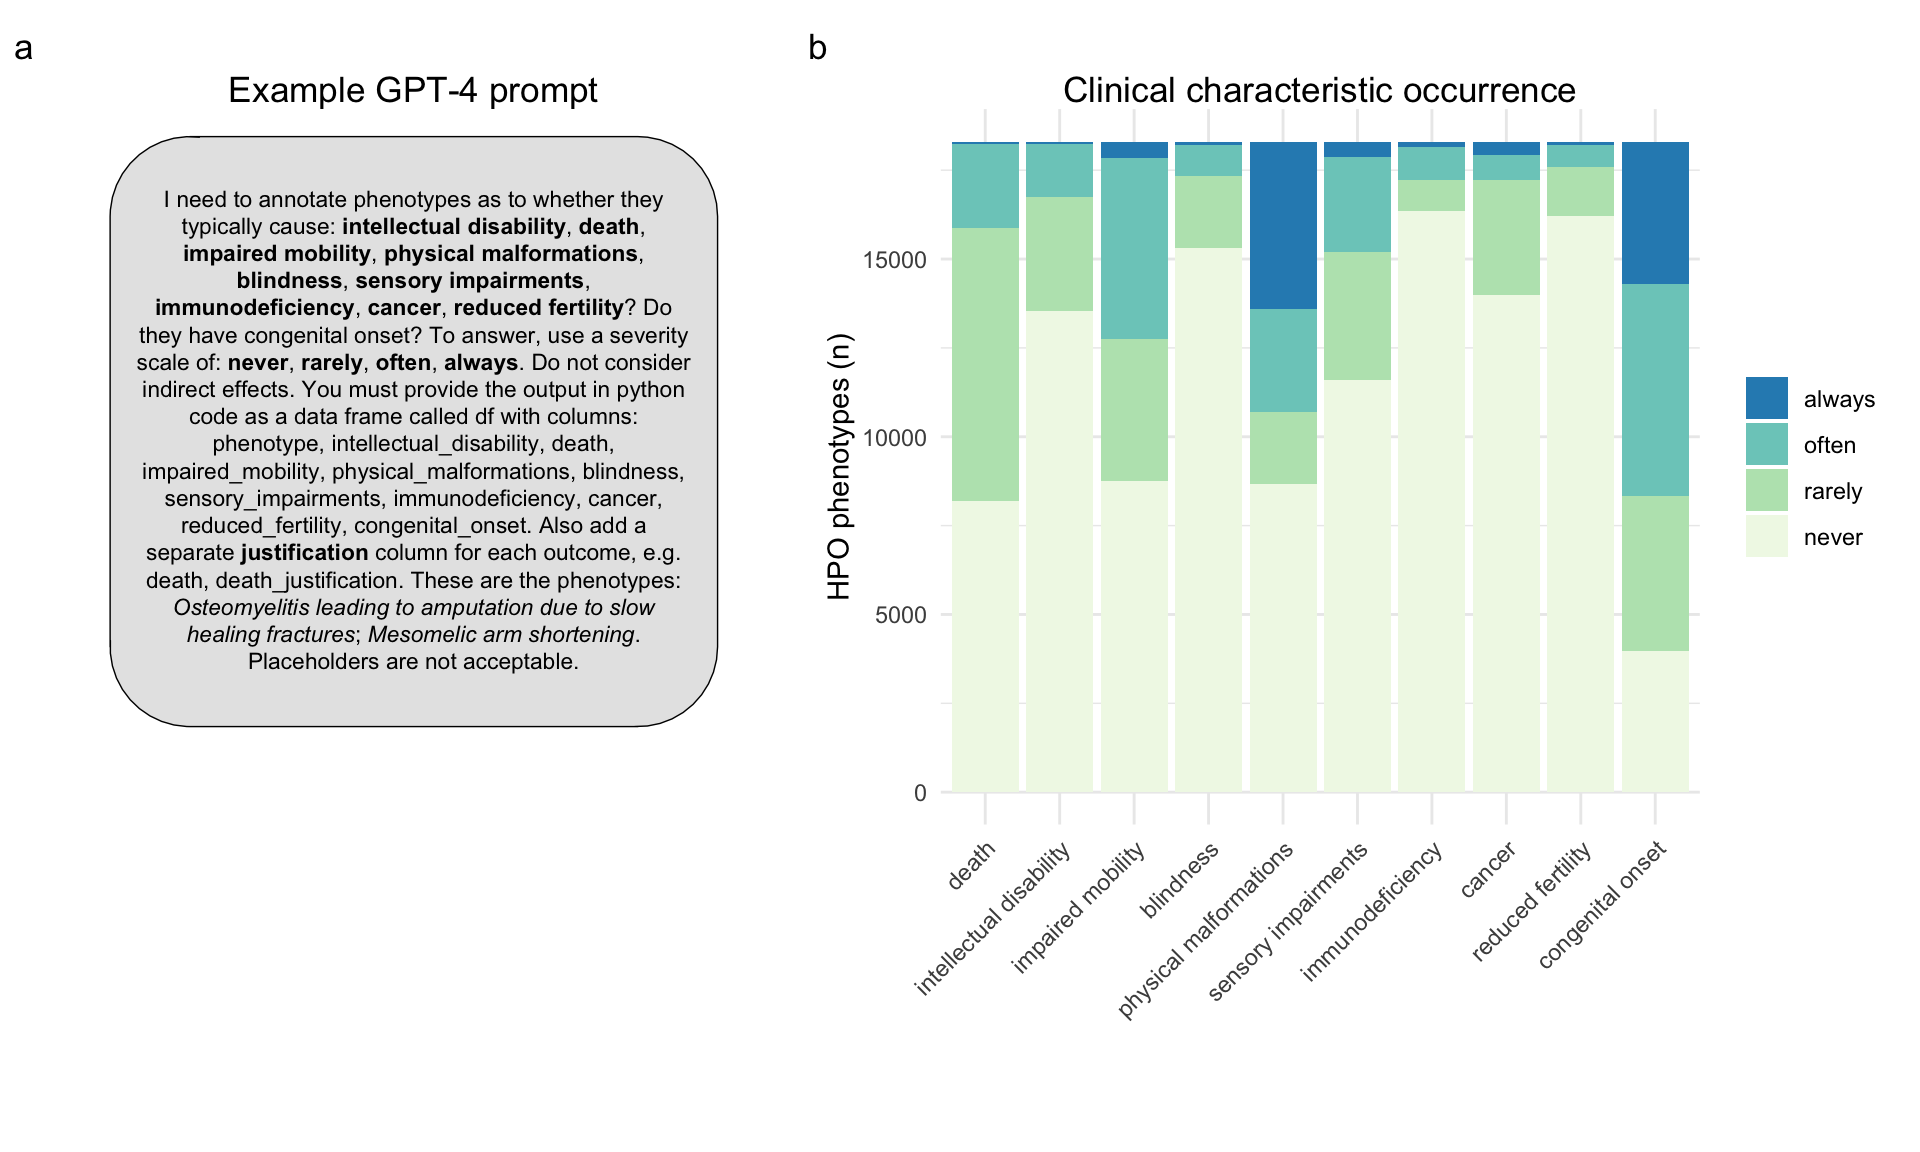 a
Example GPT-4 prompt
I need to annotate phenotypes as to whether they
typically cause: intellectual disability, death,
impaired mobility, physical malformations,
blindness, sensory impairments,
immunodeficiency, cancer, reduced fertility? Do
they have congenital onset? To answer, use a severity
scale of: never, rarely, often, always. Do not consider
indirect effects. You must provide the output in python
code as a data frame called df with columns:
phenotype, intellectual_disability, death,
impaired_mobility, physical_malformations, blindness,
sensory_impairments, immunodeficiency, cancer,
reduced_fertility, congenital_onset. Also add a
separate justification column for each outcome, e.g.
death, death_justification. These are the phenotypes:
Osteomyelitis leading to amputation due to slow
healing fractures; Mesomelic arm shortening.
Placeholders are not acceptable.
b
Clinical characteristic occurrence
HPO phenotypes (n)
15000
10000
5000
0
death
intellectual disability
impaired mobility
blindness
physical malformations
sensory impairments
immunodeficiency
cancer
reduced fertility
congenital onset
always
often
rarely
never